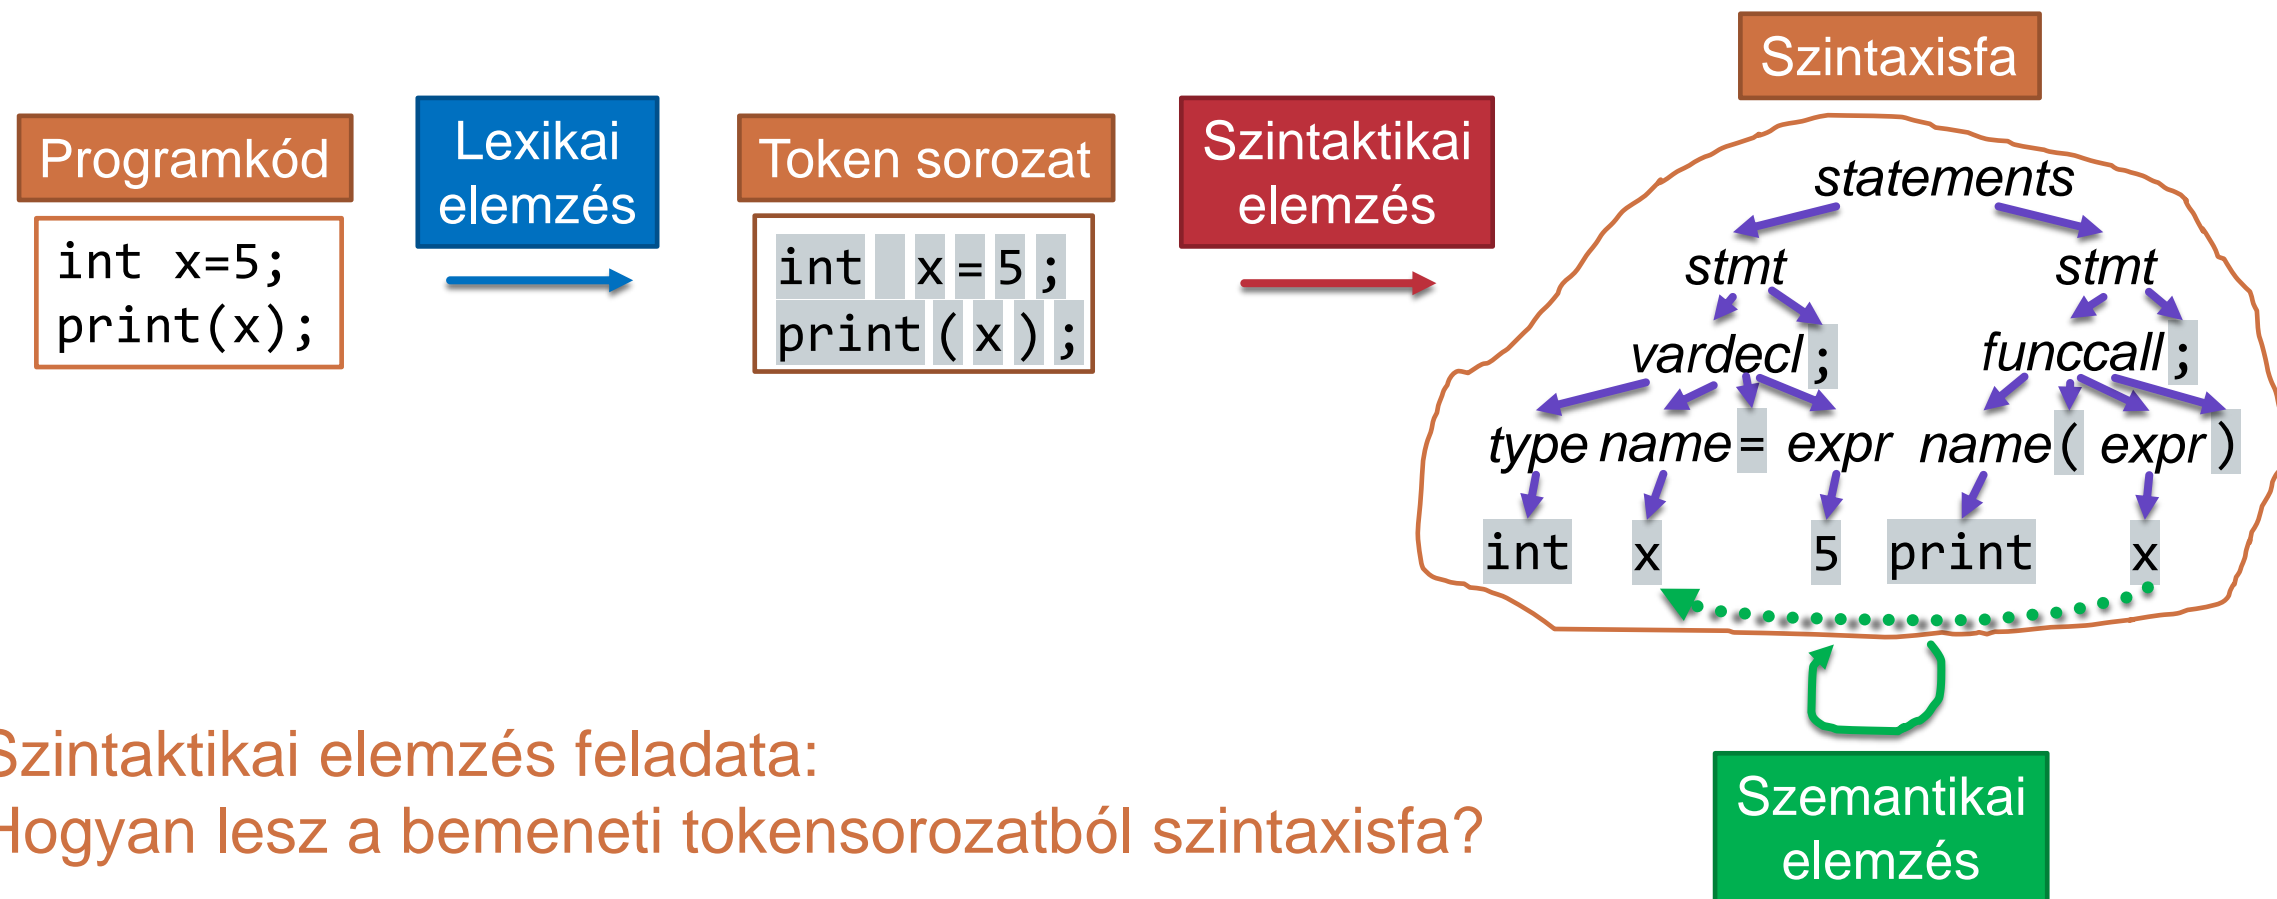 Programkód
int x=5;
print(x);
Lexikai
elemzés
Token sorozat
int x=5;
print(x);
Szintaktikai
elemzés
Szintaxisfa
statements
stmt stmt
vardecl ; funccall ;
type name = expr name ( expr )
int x 5 print x
Szemantikai
elemzés
Szintaktikai elemzés feladata:
Hogyan lesz a bemeneti tokensorozatból szintaxisfa?